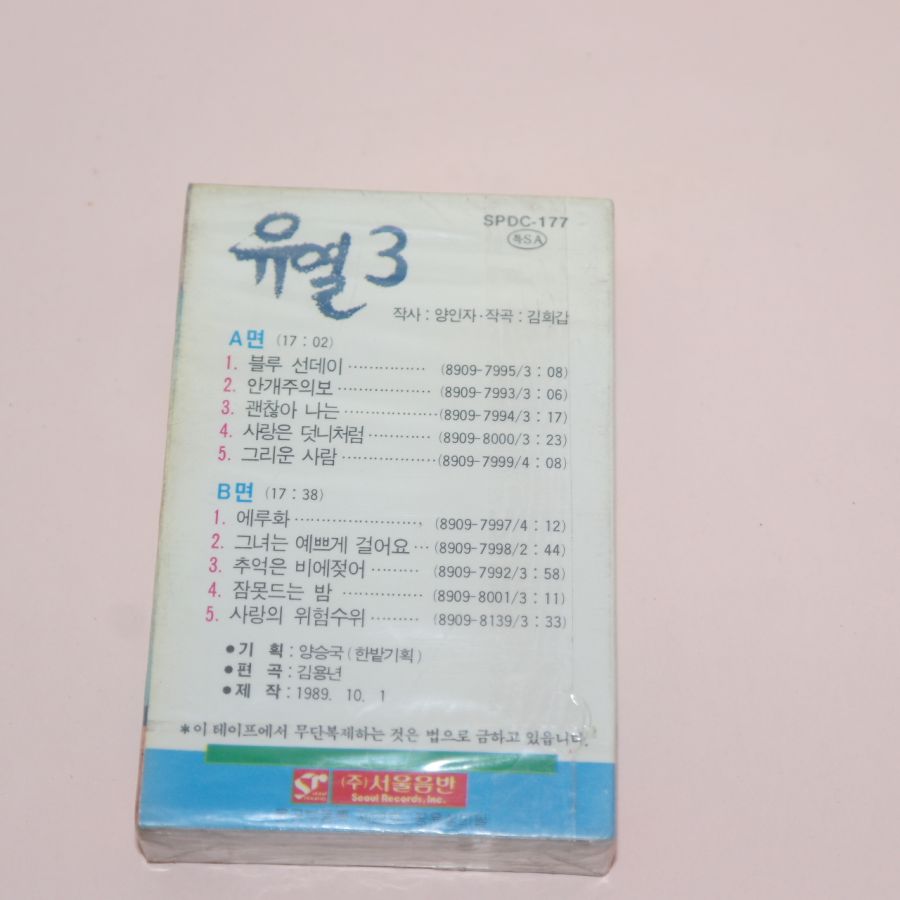 유열 3
SPDC-177
특SA
작사 : 양인자·작곡 : 김희갑
A면 (17 : 02)
1. 블루 선데이 ··············· (8909-7995/3 : 08)
2. 안개주의보 ················· (8909-7993/3 : 06)
3. 괜찮아 나는 ················ (8909-7994/3 : 17)
4. 사랑은 덧니처럼 ············ (8909-8000/3 : 23)
5. 그리운 사람 ················· (8909-7999/4 : 08)
B면 (17 : 38)
1. 에루화 ······················, (8909-7997/4 : 12)
2. 그녀는 예쁘게 걸어요 ··· (8909-7998/2 : 44)
3. 추억은 비에젖어 ········· (8909-7992/3 : 58)
4. 잠못드는 밤 ··············· (8909-8001/3 : 11)
5. 사랑의 위험수위 ········· (8909-8139/3 : 33)
●기 획 : 양승국 (한밭기획)
●편 곡 : 김용년
●제 작 : 1989. 10. 1
*이 테이프에서 무단복제하는 것은 법으로 금하고 있읍니다.
sr (주)서울음반
Seoul Records, Inc.